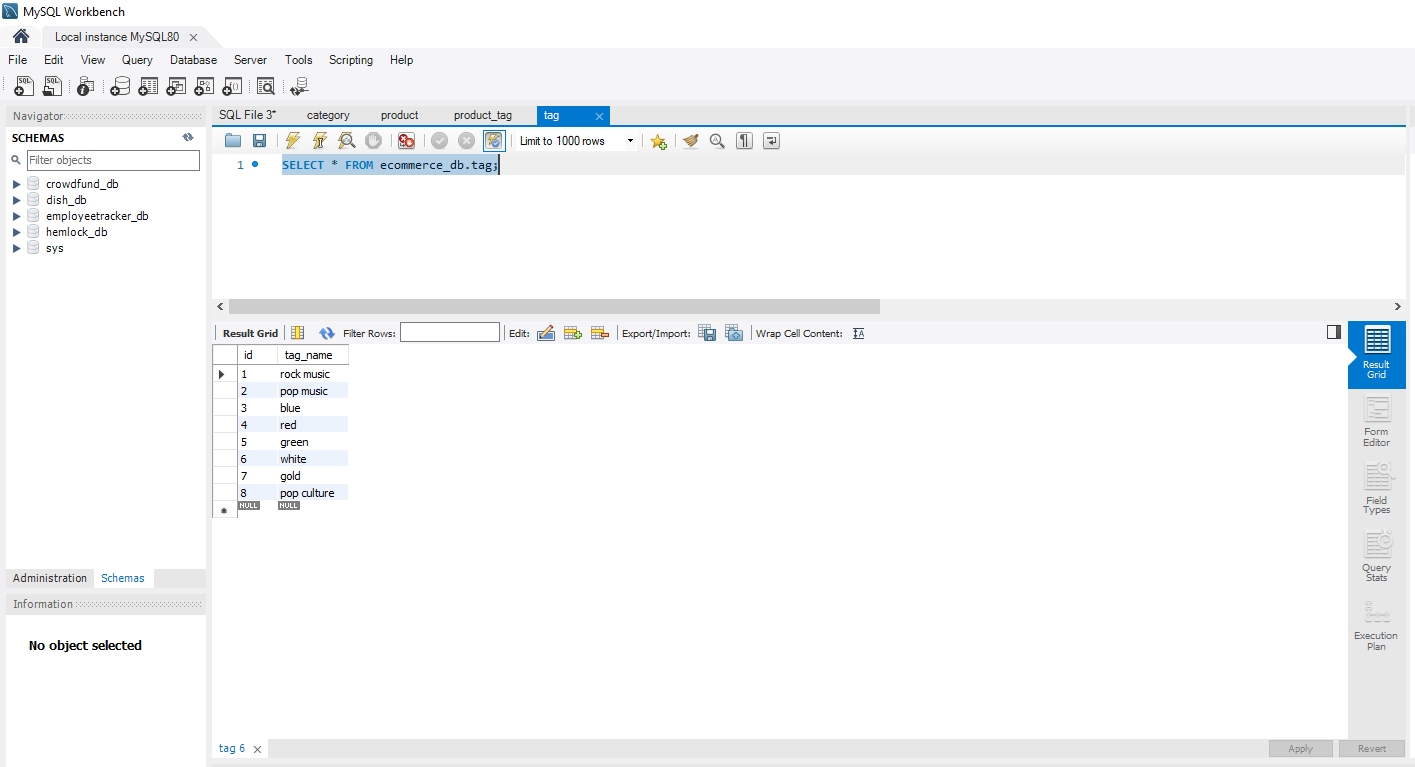 MySQL Workbench
Local instance MySQL80
File Edit View Query Database Server Tools Scripting Help
Navigator
SCHEMAS
Filter objects
crowdfund_db
dish_db
employeetracker_db
hemlock_db
sys
Administration Schemas
Information
No object selected
SQL File 3* category product product_tag tag
Limit to 1000 rows
1 SELECT * FROM ecommerce_db.tag;
Result Grid Filter Rows: Edit: Export/Import: Wrap Cell Content:
id tag_name
1 rock music
2 pop music
3 blue
4 red
5 green
6 white
7 gold
8 pop culture
NULL NULL
Result
Grid
Form
Editor
Field
Types
Query
Stats
Execution
Plan
tag 6
Apply Revert